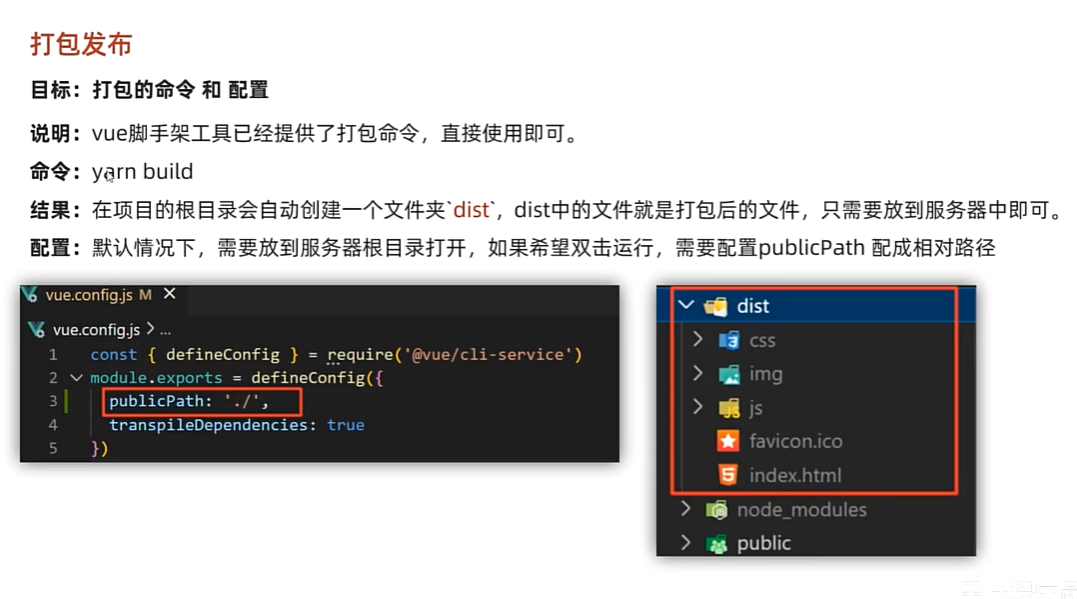 打包发布
目标：打包的命令 和 配置
说明：vue脚手架工具已经提供了打包命令，直接使用即可。
命令：yarn build
结果：在项目的根目录会自动创建一个文件夹`dist`，dist中的文件就是打包后的文件，只需要放到服务器中即可。
配置：默认情况下，需要放到服务器根目录打开，如果希望双击运行，需要配置publicPath 配成相对路径
vue.config.js M ×
vue.config.js > ...
1 const { defineConfig } = require('@vue/cli-service')
2 module.exports = defineConfig({
3 publicPath: './',
4 transpileDependencies: true
5 })
dist
css
img
js
favicon.ico
index.html
node_modules
public